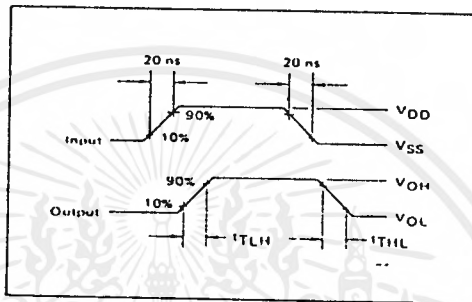 20 ns 20 ns
90% VDD
Input 10% VSS
90% VOH
Output 10% VOL
tTLH tTHL